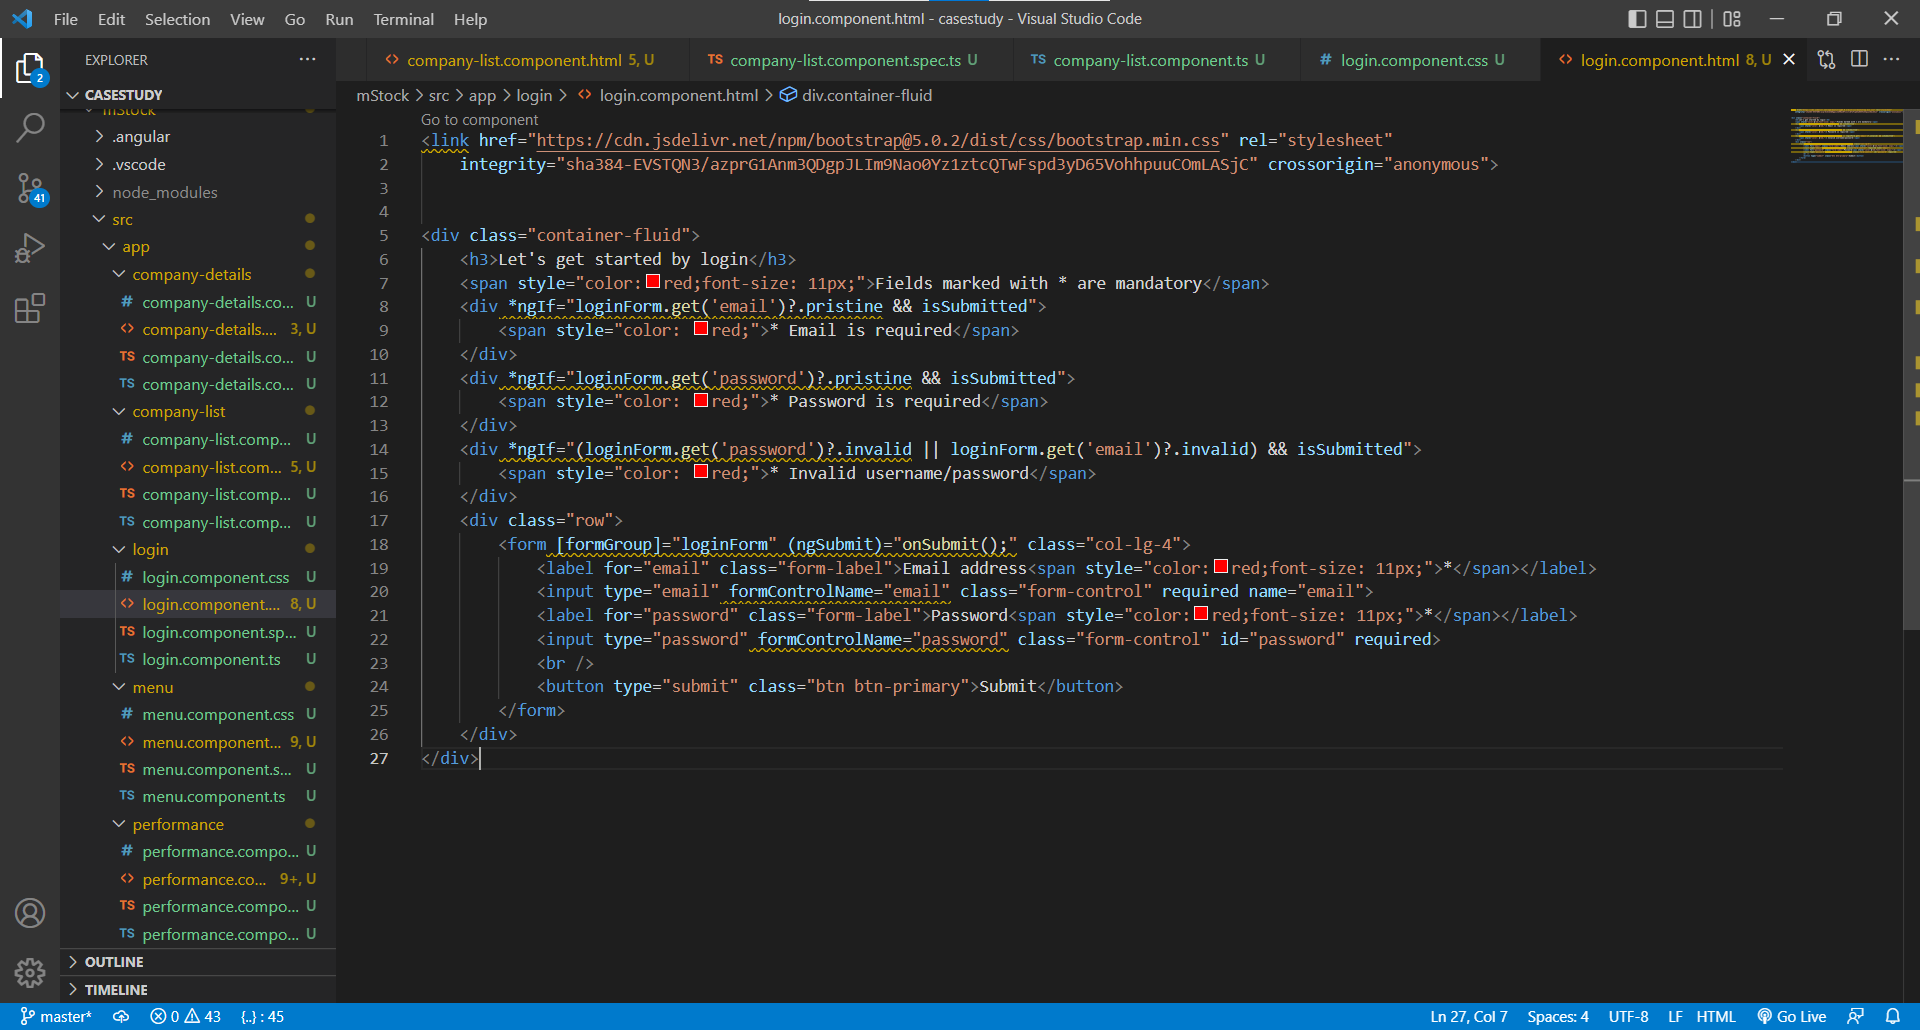 File Edit Selection View Go Run Terminal Help
login.component.html - casestudy - Visual Studio Code
EXPLORER
company-list.component.html 5, U
TS company-list.component.spec.ts U
TS company-list.component.ts U
# login.component.css U
login.component.html 8, U
CASESTUDY
mStock > src > app > login > login.component.html > div.container-fluid
2
41
mStock
.angular
.vscode
node_modules
src
app
company-details
# company-details.co... U
company-details.... 3, U
TS company-details.co... U
TS company-details.co... U
company-list
# company-list.comp... U
company-list.com... 5, U
TS company-list.comp... U
TS company-list.comp... U
login
# login.component.css U
login.component.... 8, U
TS login.component.sp... U
TS login.component.ts U
menu
# menu.component.css U
menu.component... 9, U
TS menu.component.s... U
TS menu.component.ts U
performance
# performance.compo... U
performance.co... 9+, U
TS performance.compo... U
TS performance.compo... U
OUTLINE
TIMELINE
Go to component
1 <link href="https://cdn.jsdelivr.net/npm/bootstrap@5.0.2/dist/css/bootstrap.min.css" rel="stylesheet"
2 integrity="sha384-EVSTQN3/azprG1Anm3QDgpJLIm9Nao0Yz1ztcQTwFspd3yD65VohhpuuCOmLASjC" crossorigin="anonymous">
3
4
5 <div class="container-fluid">
6 <h3>Let's get started by login</h3>
7 <span style="color:red;font-size: 11px;">Fields marked with * are mandatory</span>
8 <div *ngIf="loginForm.get('email')?.pristine && isSubmitted">
9 <span style="color: red;">* Email is required</span>
10 </div>
11 <div *ngIf="loginForm.get('password')?.pristine && isSubmitted">
12 <span style="color: red;">* Password is required</span>
13 </div>
14 <div *ngIf="(loginForm.get('password')?.invalid || loginForm.get('email')?.invalid) && isSubmitted">
15 <span style="color: red;">* Invalid username/password</span>
16 </div>
17 <div class="row">
18 <form [formGroup]="loginForm" (ngSubmit)="onSubmit();" class="col-lg-4">
19 <label for="email" class="form-label">Email address<span style="color:red;font-size: 11px;">*</span></label>
20 <input type="email" formControlName="email" class="form-control" required name="email">
21 <label for="password" class="form-label">Password<span style="color:red;font-size: 11px;">*</span></label>
22 <input type="password" formControlName="password" class="form-control" id="password" required>
23 <br />
24 <button type="submit" class="btn btn-primary">Submit</button>
25 </form>
26 </div>
27 </div>
master* 0 43 {..} : 45
Ln 27, Col 7 Spaces: 4 UTF-8 LF HTML Go Live